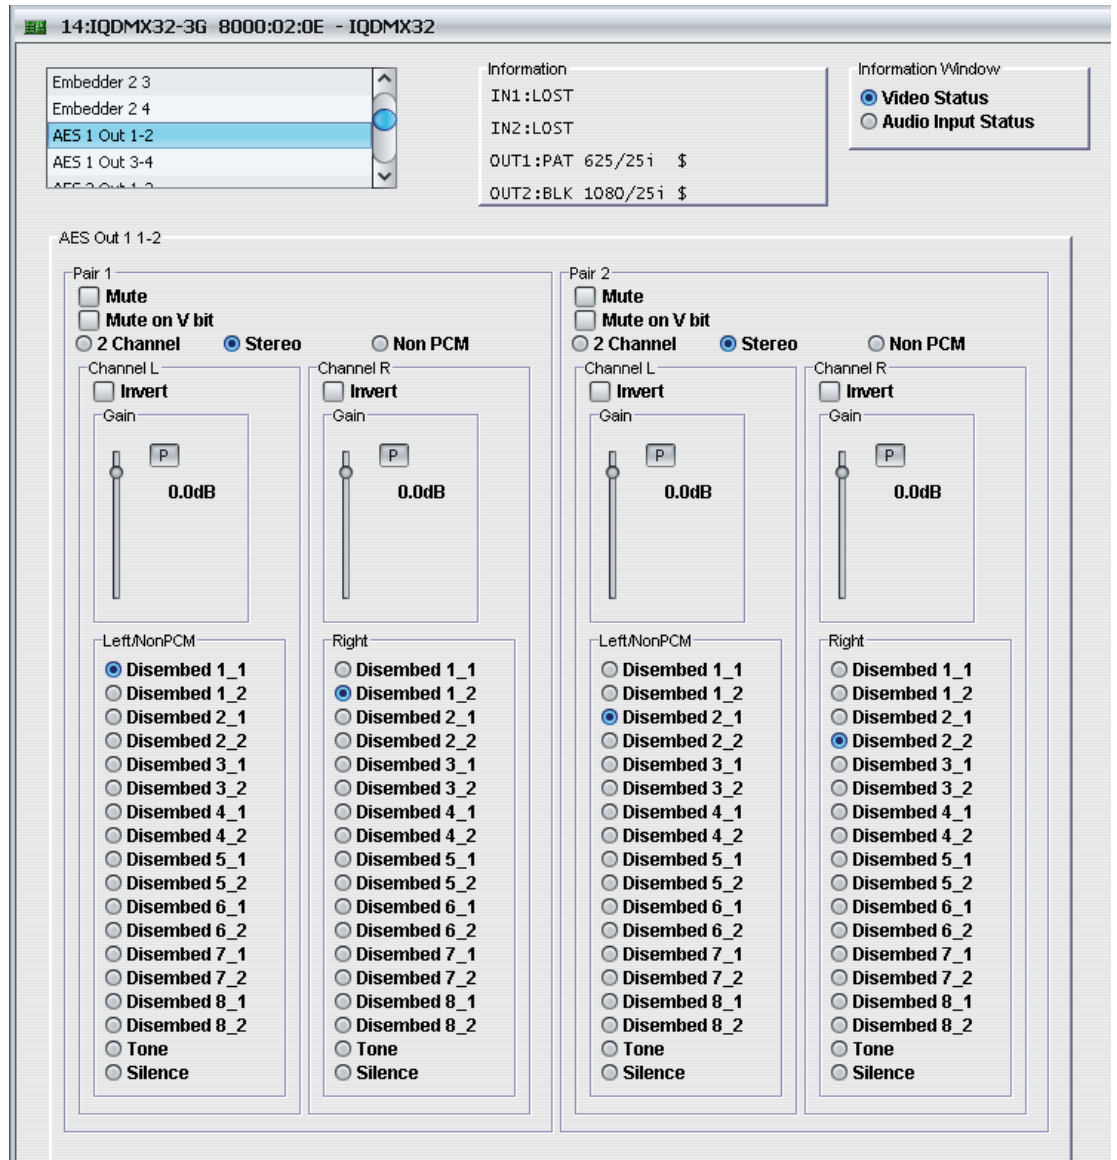 14:IQDMX32-3G 8000:02:0E - IQDMX32
Embedder 2 3
Embedder 2 4
AES 1 Out 1-2
AES 1 Out 3-4
AES 2 Out 1-2
Information
IN1:LOST
IN2:LOST
OUT1:PAT 625/25i $
OUT2:BLK 1080/25i $
Information Window
Video Status
Audio Input Status
AES Out 1 1-2
Pair 1
Mute
Mute on V bit
2 Channel Stereo Non PCM
Channel L
Invert
Gain
P
0.0dB
Left/NonPCM
Disembed 1_1
Disembed 1_2
Disembed 2_1
Disembed 2_2
Disembed 3_1
Disembed 3_2
Disembed 4_1
Disembed 4_2
Disembed 5_1
Disembed 5_2
Disembed 6_1
Disembed 6_2
Disembed 7_1
Disembed 7_2
Disembed 8_1
Disembed 8_2
Tone
Silence
Channel R
Invert
Gain
P
0.0dB
Right
Disembed 1_1
Disembed 1_2
Disembed 2_1
Disembed 2_2
Disembed 3_1
Disembed 3_2
Disembed 4_1
Disembed 4_2
Disembed 5_1
Disembed 5_2
Disembed 6_1
Disembed 6_2
Disembed 7_1
Disembed 7_2
Disembed 8_1
Disembed 8_2
Tone
Silence
Pair 2
Mute
Mute on V bit
2 Channel Stereo Non PCM
Channel L
Invert
Gain
P
0.0dB
Left/NonPCM
Disembed 1_1
Disembed 1_2
Disembed 2_1
Disembed 2_2
Disembed 3_1
Disembed 3_2
Disembed 4_1
Disembed 4_2
Disembed 5_1
Disembed 5_2
Disembed 6_1
Disembed 6_2
Disembed 7_1
Disembed 7_2
Disembed 8_1
Disembed 8_2
Tone
Silence
Channel R
Invert
Gain
P
0.0dB
Right
Disembed 1_1
Disembed 1_2
Disembed 2_1
Disembed 2_2
Disembed 3_1
Disembed 3_2
Disembed 4_1
Disembed 4_2
Disembed 5_1
Disembed 5_2
Disembed 6_1
Disembed 6_2
Disembed 7_1
Disembed 7_2
Disembed 8_1
Disembed 8_2
Tone
Silence